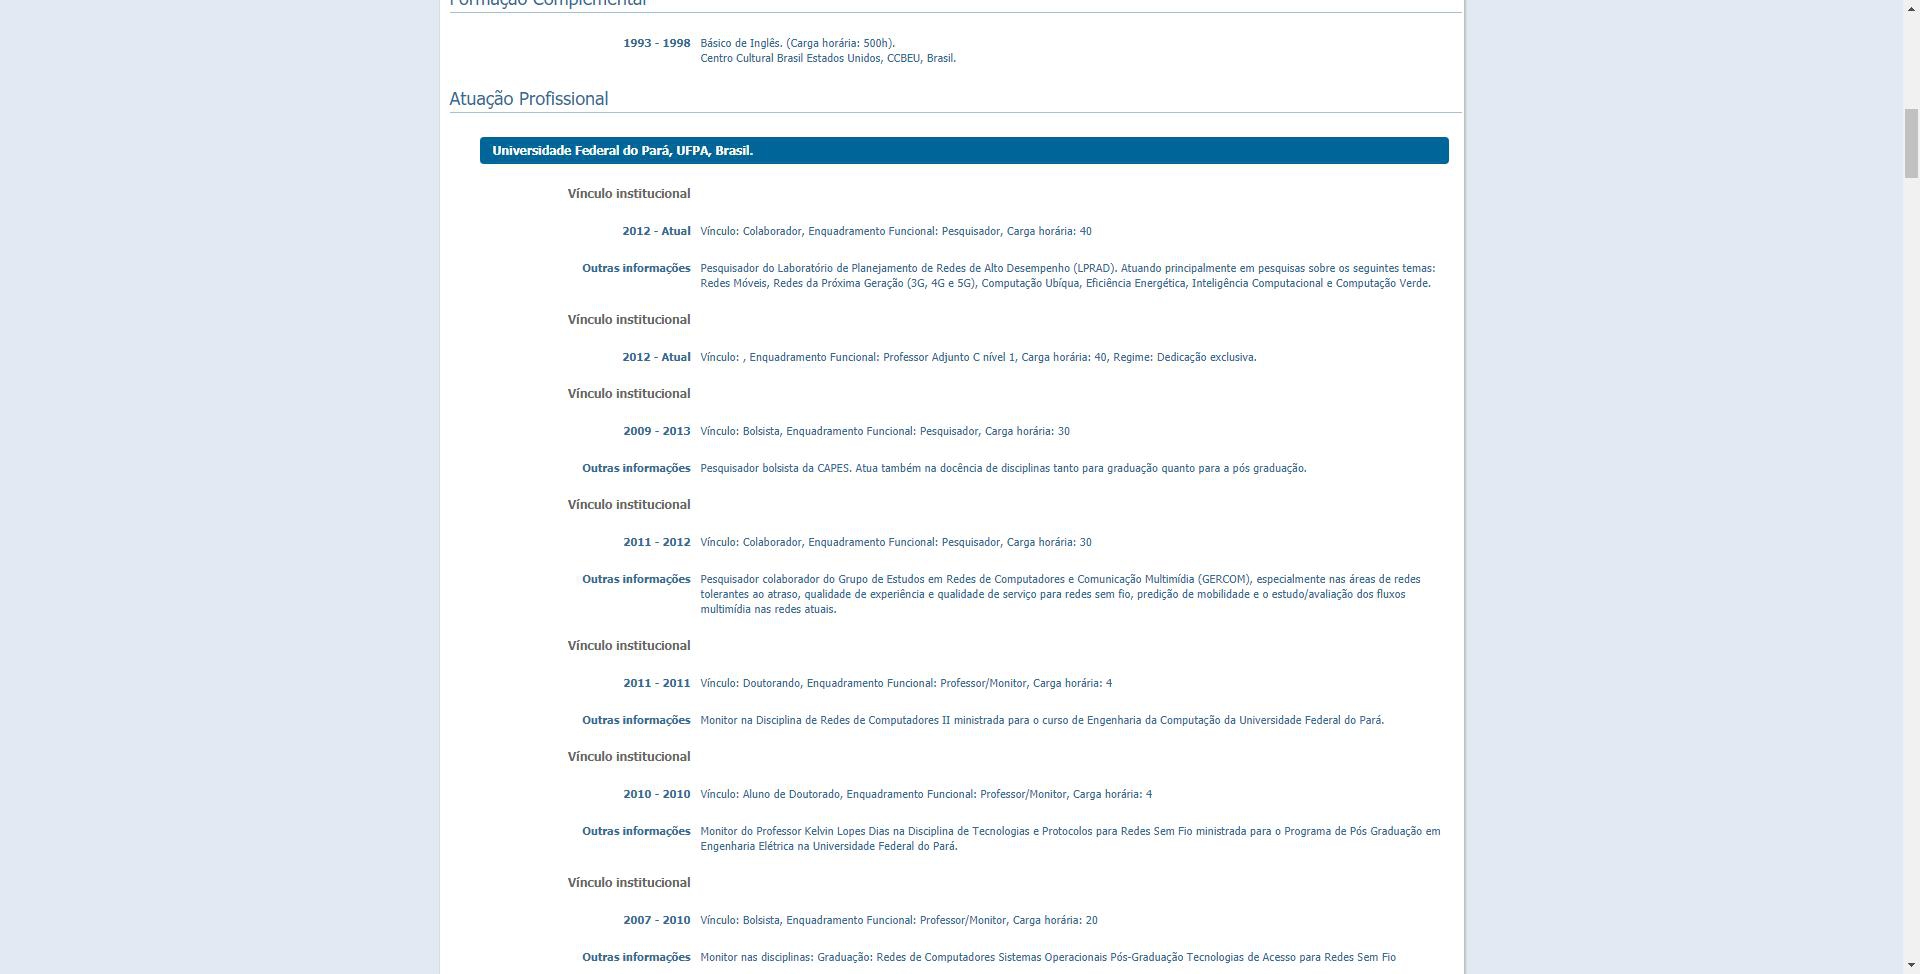 Formação Complementar
1993 - 1998 Básico de Inglês. (Carga horária: 500h).
Centro Cultural Brasil Estados Unidos, CCBEU, Brasil.
Atuação Profissional
Universidade Federal do Pará, UFPA, Brasil.
Vínculo institucional
2012 - Atual Vínculo: Colaborador, Enquadramento Funcional: Pesquisador, Carga horária: 40
Outras informações Pesquisador do Laboratório de Planejamento de Redes de Alto Desempenho (LPRAD). Atuando principalmente em pesquisas sobre os seguintes temas:
Redes Móveis, Redes da Próxima Geração (3G, 4G e 5G), Computação Ubíqua, Eficiência Energética, Inteligência Computacional e Computação Verde.
Vínculo institucional
2012 - Atual Vínculo: , Enquadramento Funcional: Professor Adjunto C nível 1, Carga horária: 40, Regime: Dedicação exclusiva.
Vínculo institucional
2009 - 2013 Vínculo: Bolsista, Enquadramento Funcional: Pesquisador, Carga horária: 30
Outras informações Pesquisador bolsista da CAPES. Atua também na docência de disciplinas tanto para graduação quanto para a pós graduação.
Vínculo institucional
2011 - 2012 Vínculo: Colaborador, Enquadramento Funcional: Pesquisador, Carga horária: 30
Outras informações Pesquisador colaborador do Grupo de Estudos em Redes de Computadores e Comunicação Multimídia (GERCOM), especialmente nas áreas de redes
tolerantes ao atraso, qualidade de experiência e qualidade de serviço para redes sem fio, predição de mobilidade e o estudo/avaliação dos fluxos
multimídia nas redes atuais.
Vínculo institucional
2011 - 2011 Vínculo: Doutorando, Enquadramento Funcional: Professor/Monitor, Carga horária: 4
Outras informações Monitor na Disciplina de Redes de Computadores II ministrada para o curso de Engenharia da Computação da Universidade Federal do Pará.
Vínculo institucional
2010 - 2010 Vínculo: Aluno de Doutorado, Enquadramento Funcional: Professor/Monitor, Carga horária: 4
Outras informações Monitor do Professor Kelvin Lopes Dias na Disciplina de Tecnologias e Protocolos para Redes Sem Fio ministrada para o Programa de Pós Graduação em
Engenharia Elétrica na Universidade Federal do Pará.
Vínculo institucional
2007 - 2010 Vínculo: Bolsista, Enquadramento Funcional: Professor/Monitor, Carga horária: 20
Outras informações Monitor nas disciplinas: Graduação: Redes de Computadores Sistemas Operacionais Pós-Graduação Tecnologias de Acesso para Redes Sem Fio